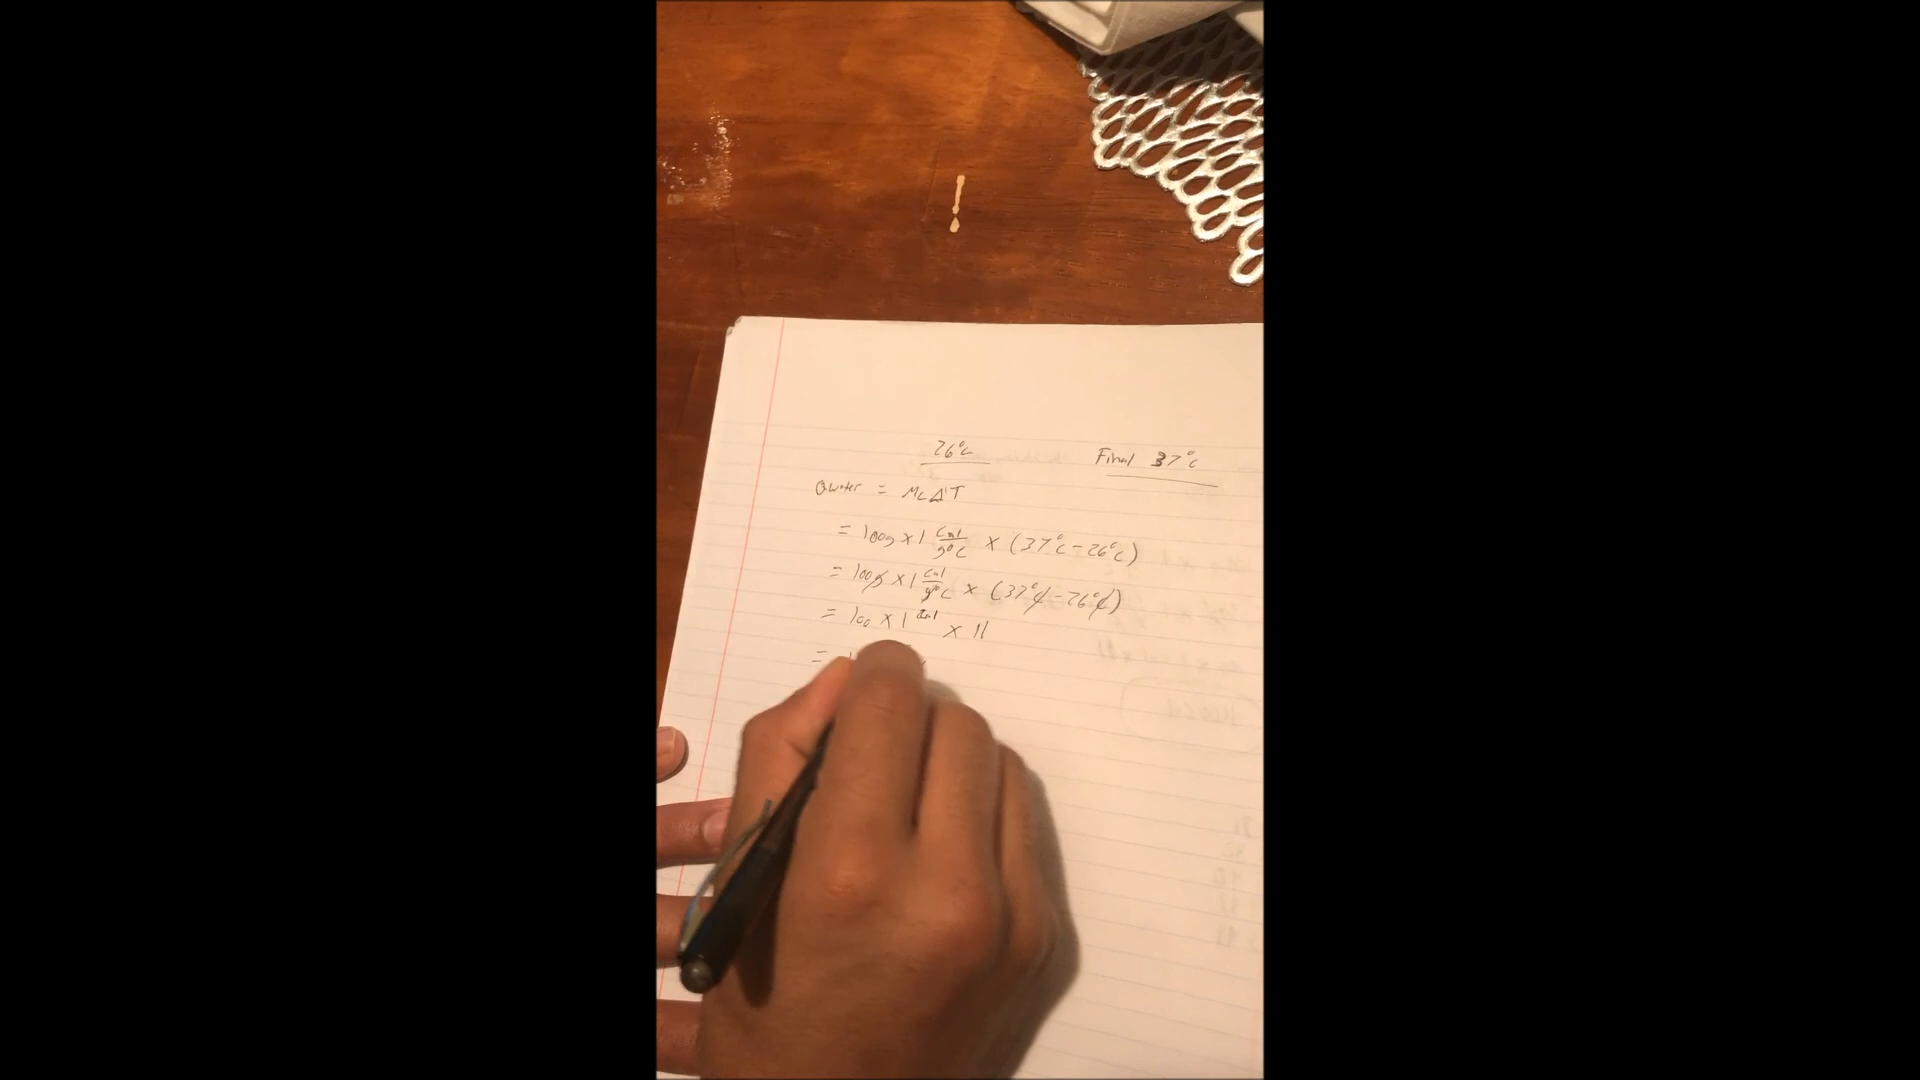 26°C Final 37°C
Qwater = MCΔT
= 100g x 1 cal/g°C x (37°C - 26°C)
= 100g x 1 cal/g°C x (37°C - 26°C)
= 100 x 1 cal x 11
=